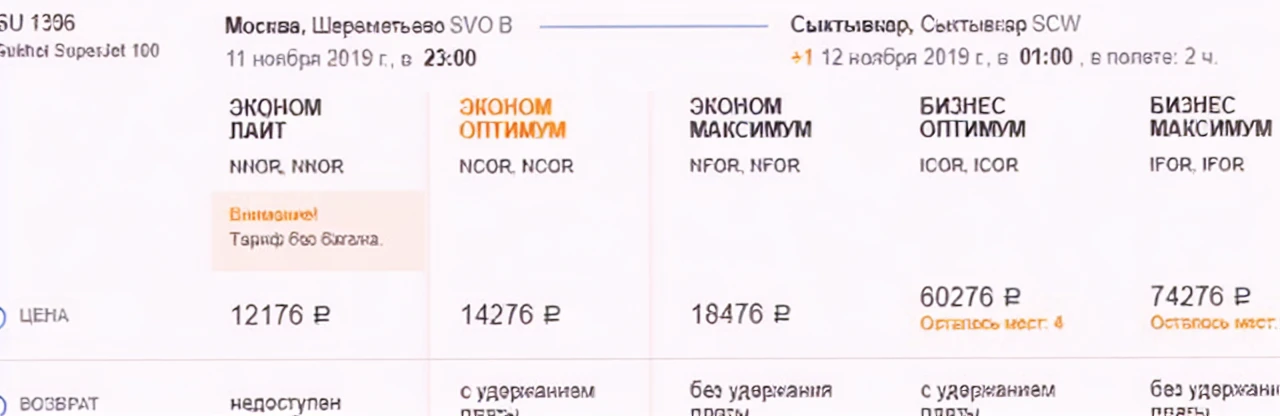 SU 1396
Sukhoi SuperJet 100
Москва, Шереметьево SVO B
11 ноября 2019 г., в 23:00
Сыктывкар, Сыктывкар SCW
+1 12 ноября 2019 г., в 01:00 , в полете: 2 ч.
ЭКОНОМ
ЛАЙТ
NNOR, NNOR
Внимание!
Тариф без багажа.
ЭКОНОМ
ОПТИМУМ
NCOR, NCOR
ЭКОНОМ
МАКСИМУМ
NFOR, NFOR
БИЗНЕС
ОПТИМУМ
ICOR, ICOR
БИЗНЕС
МАКСИМУМ
IFOR, IFOR
ЦЕНА
12176 ₽
14276 ₽
18476 ₽
60276 ₽
Осталось мест: 4
74276 ₽
Осталось мест:
ВОЗВРАТ
недоступен
с удержанием
платы
без удержания
платы
с удержанием
платы
без удержани
платы